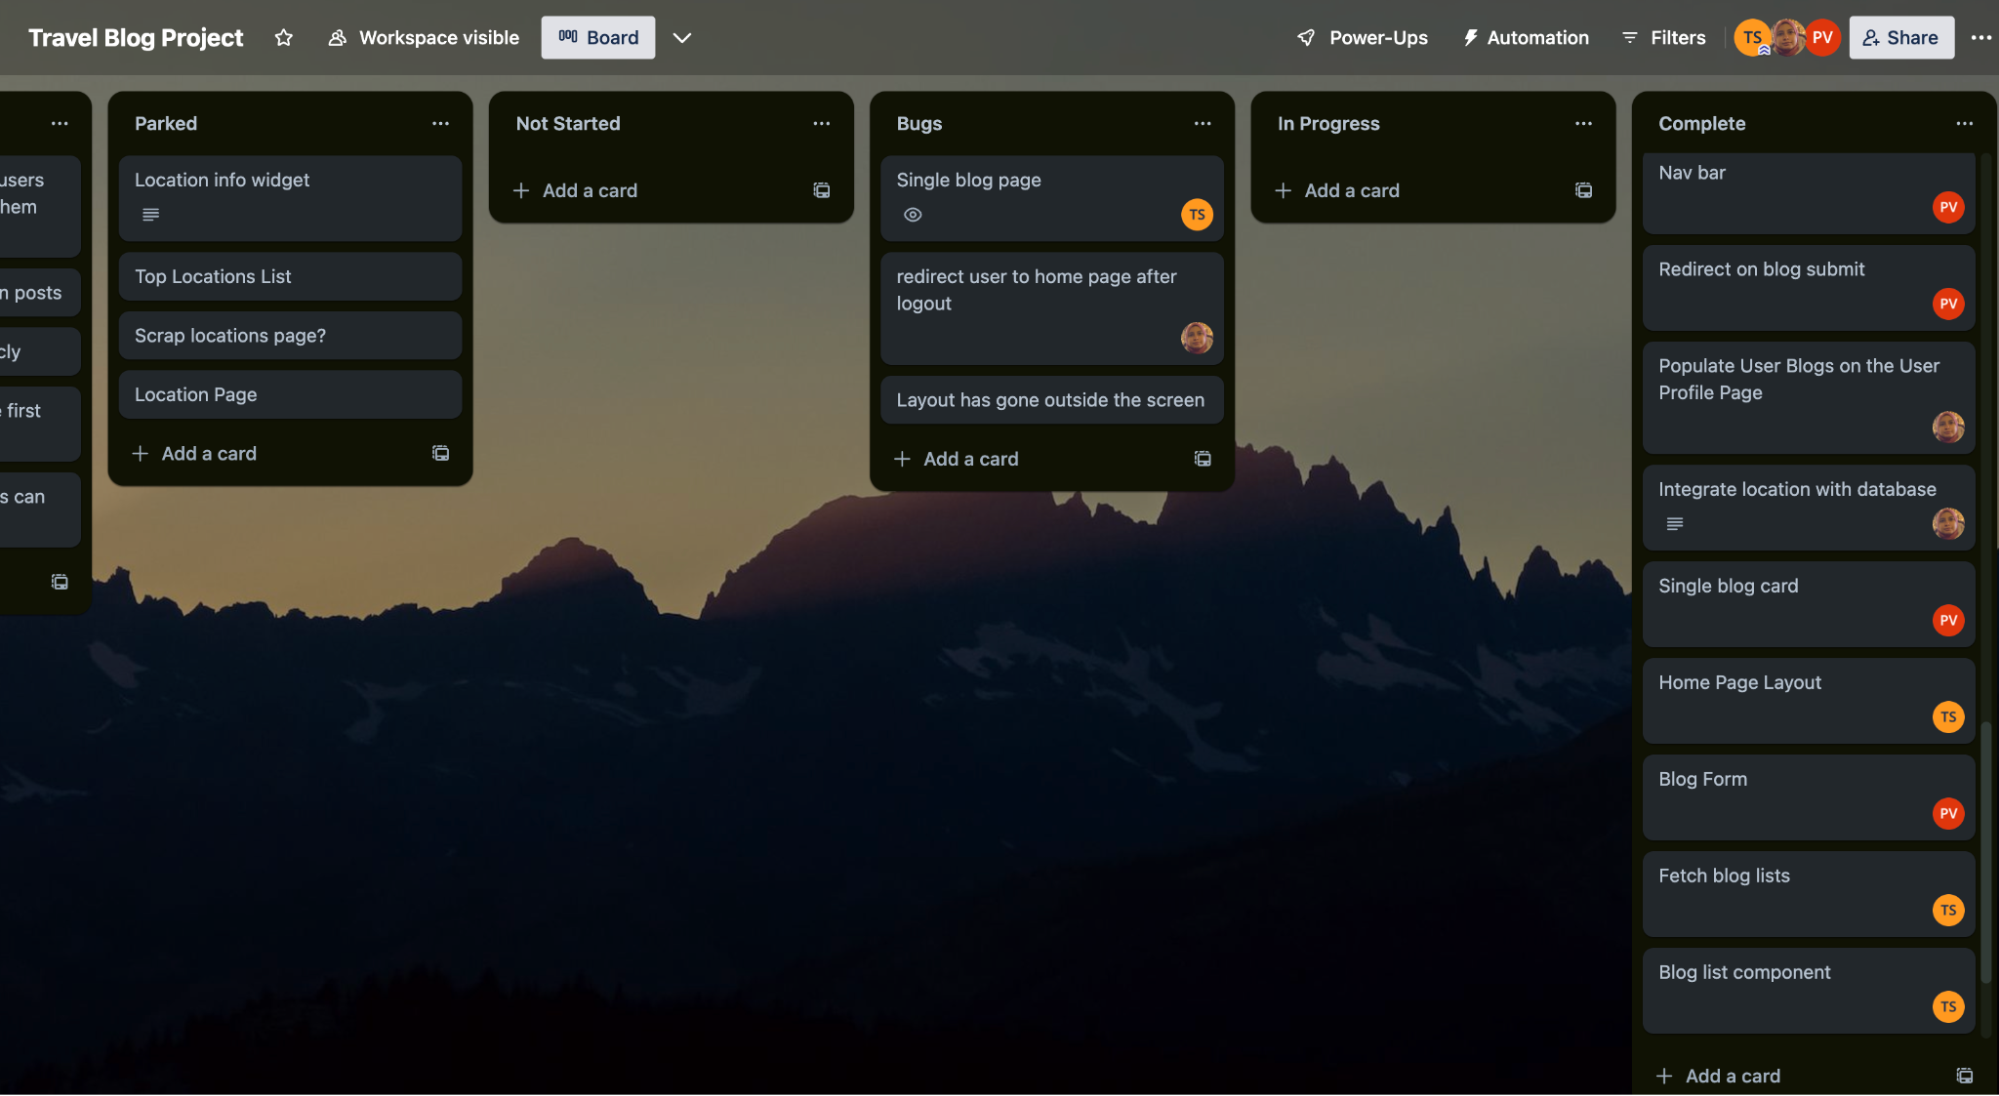 Travel Blog Project
Workspace visible
Board
Power-Ups
Automation
Filters
TS
PV
Share
users
hem
n posts
cly
first
s can
Parked
Location info widget
Top Locations List
Scrap locations page?
Location Page
+ Add a card
Not Started
+ Add a card
Bugs
Single blog page
TS
redirect user to home page after
logout
Layout has gone outside the screen
+ Add a card
In Progress
+ Add a card
Complete
Nav bar
PV
Redirect on blog submit
PV
Populate User Blogs on the User
Profile Page
Integrate location with database
Single blog card
PV
Home Page Layout
TS
Blog Form
PV
Fetch blog lists
TS
Blog list component
TS
+ Add a card